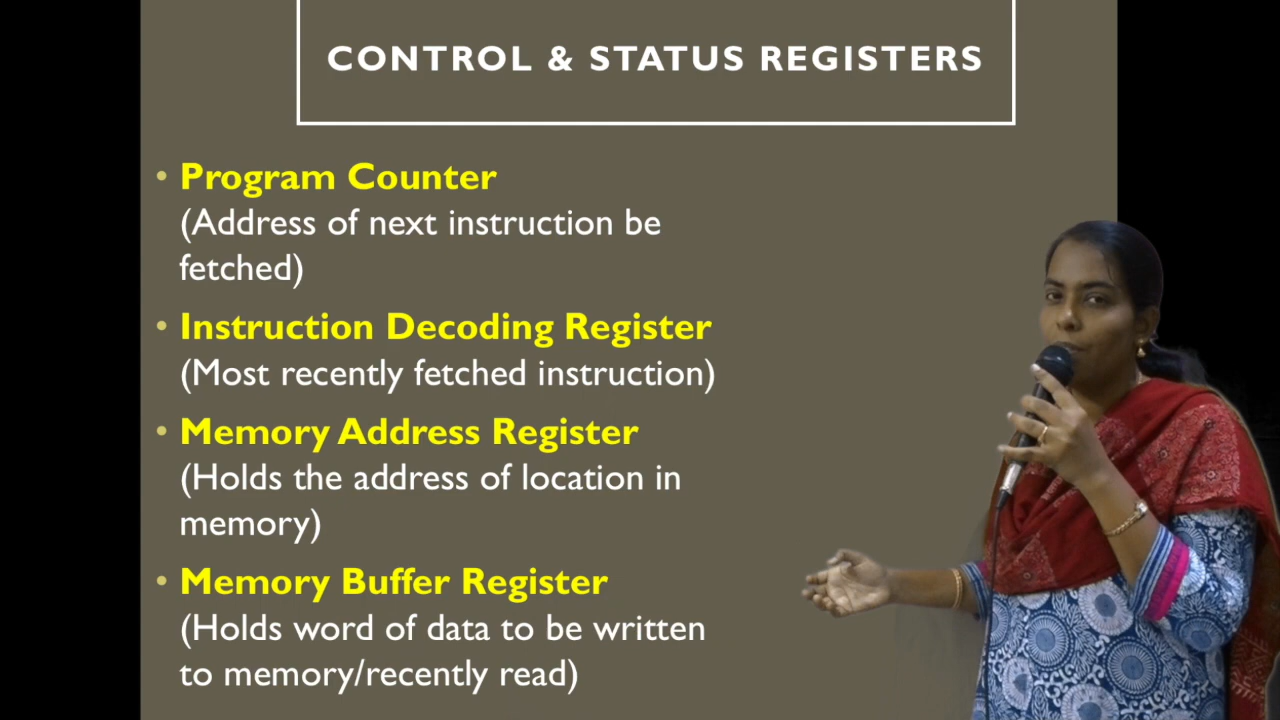 CONTROL & STATUS REGISTERS
• Program Counter
(Address of next instruction be
fetched)
• Instruction Decoding Register
(Most recently fetched instruction)
• Memory Address Register
(Holds the address of location in
memory)
• Memory Buffer Register
(Holds word of data to be written
to memory/recently read)